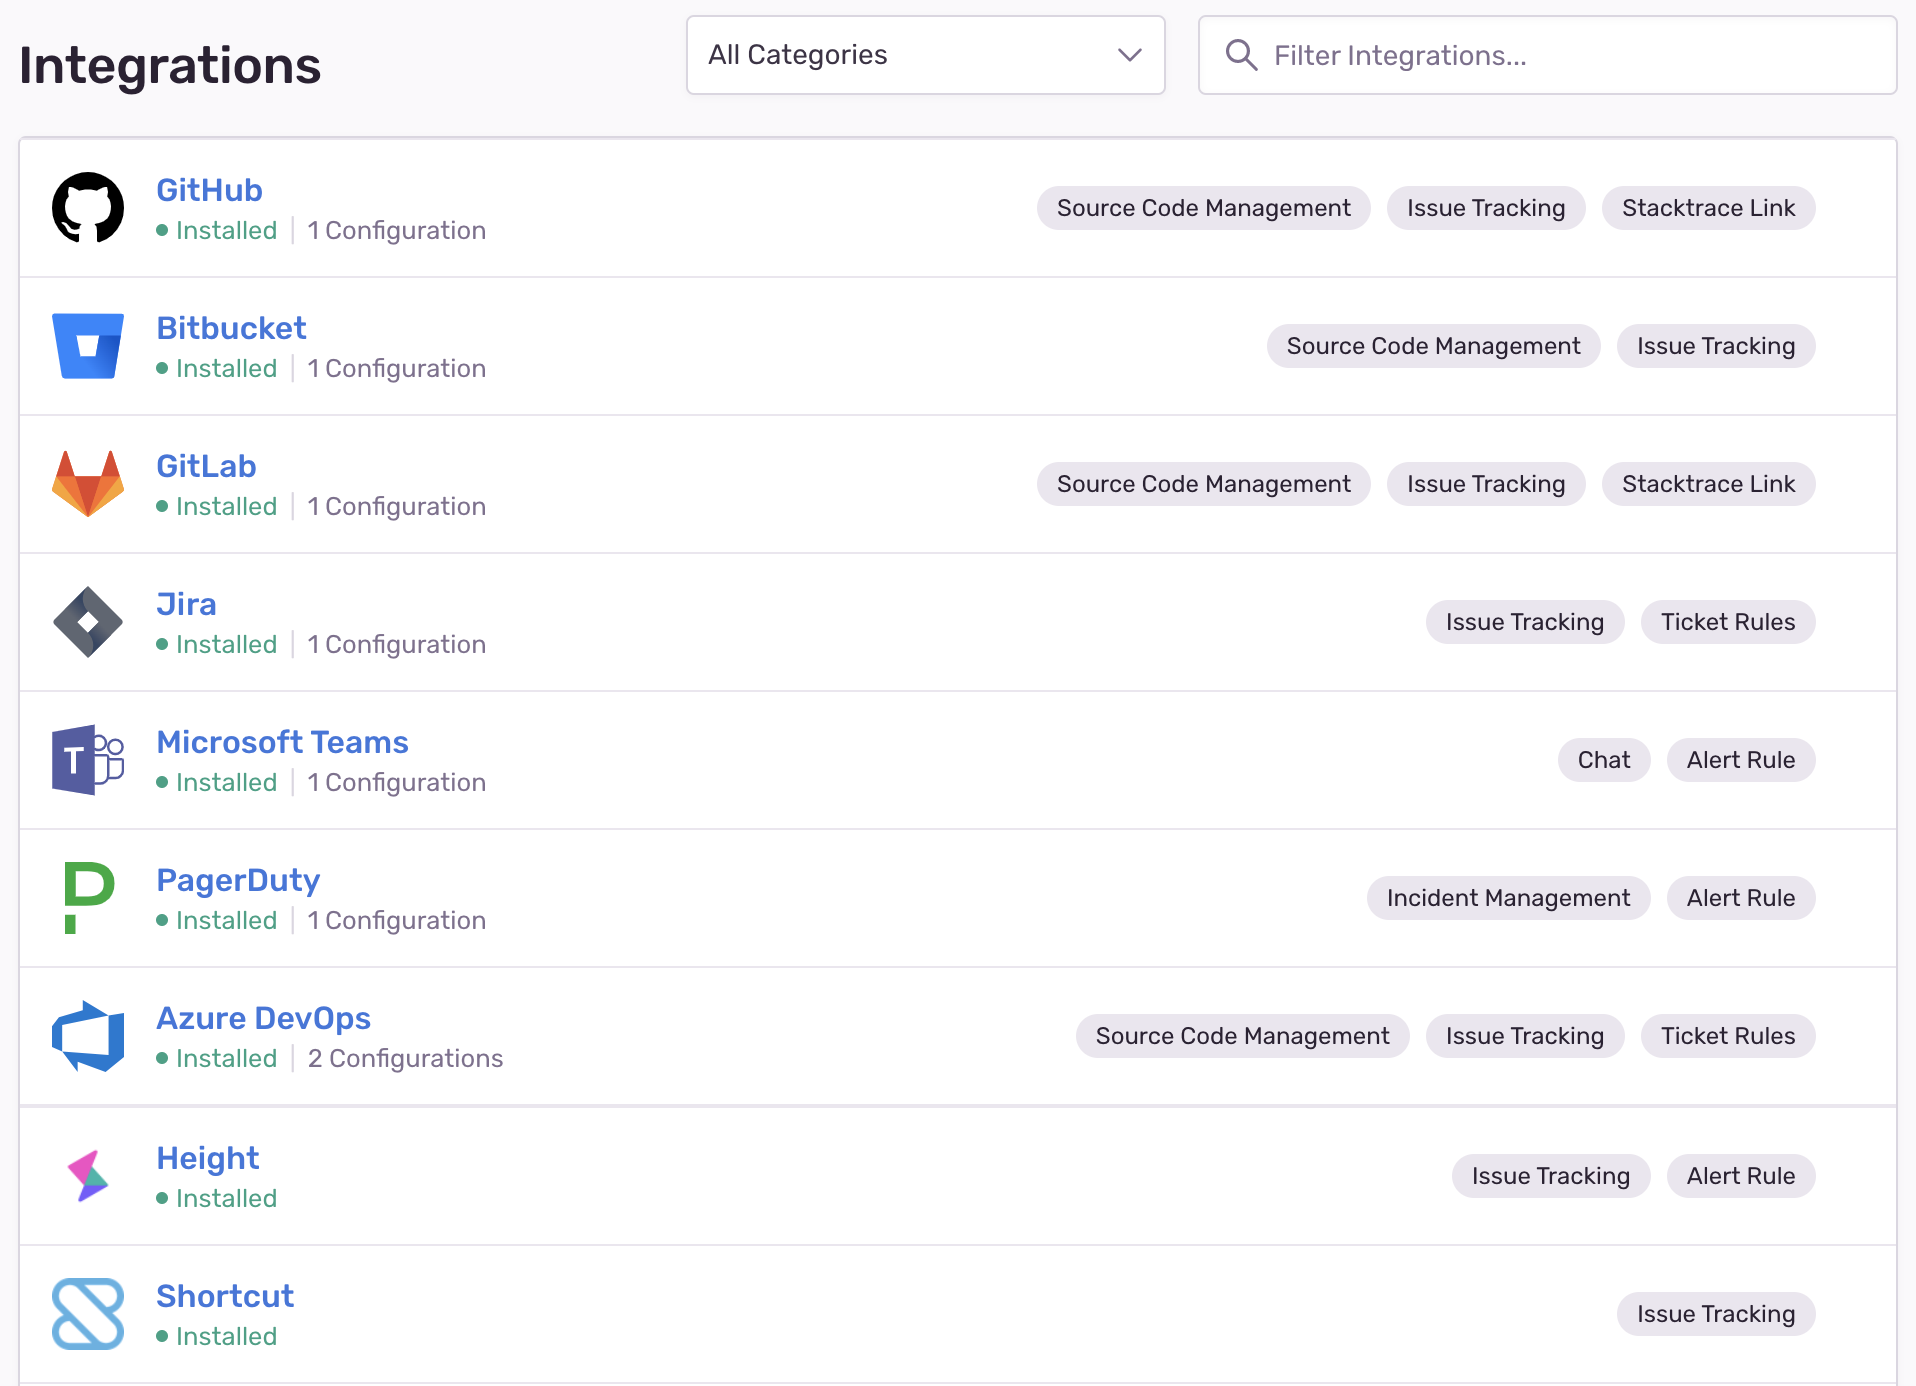 Integrations
All Categories
Filter Integrations...
GitHub
Installed | 1 Configuration
Source Code Management Issue Tracking Stacktrace Link
Bitbucket
Installed | 1 Configuration
Source Code Management Issue Tracking
GitLab
Installed | 1 Configuration
Source Code Management Issue Tracking Stacktrace Link
Jira
Installed | 1 Configuration
Issue Tracking Ticket Rules
T
Microsoft Teams
Installed | 1 Configuration
Chat Alert Rule
P
PagerDuty
Installed | 1 Configuration
Incident Management Alert Rule
Azure DevOps
Installed | 2 Configurations
Source Code Management Issue Tracking Ticket Rules
Height
Installed
Issue Tracking Alert Rule
Shortcut
Installed
Issue Tracking